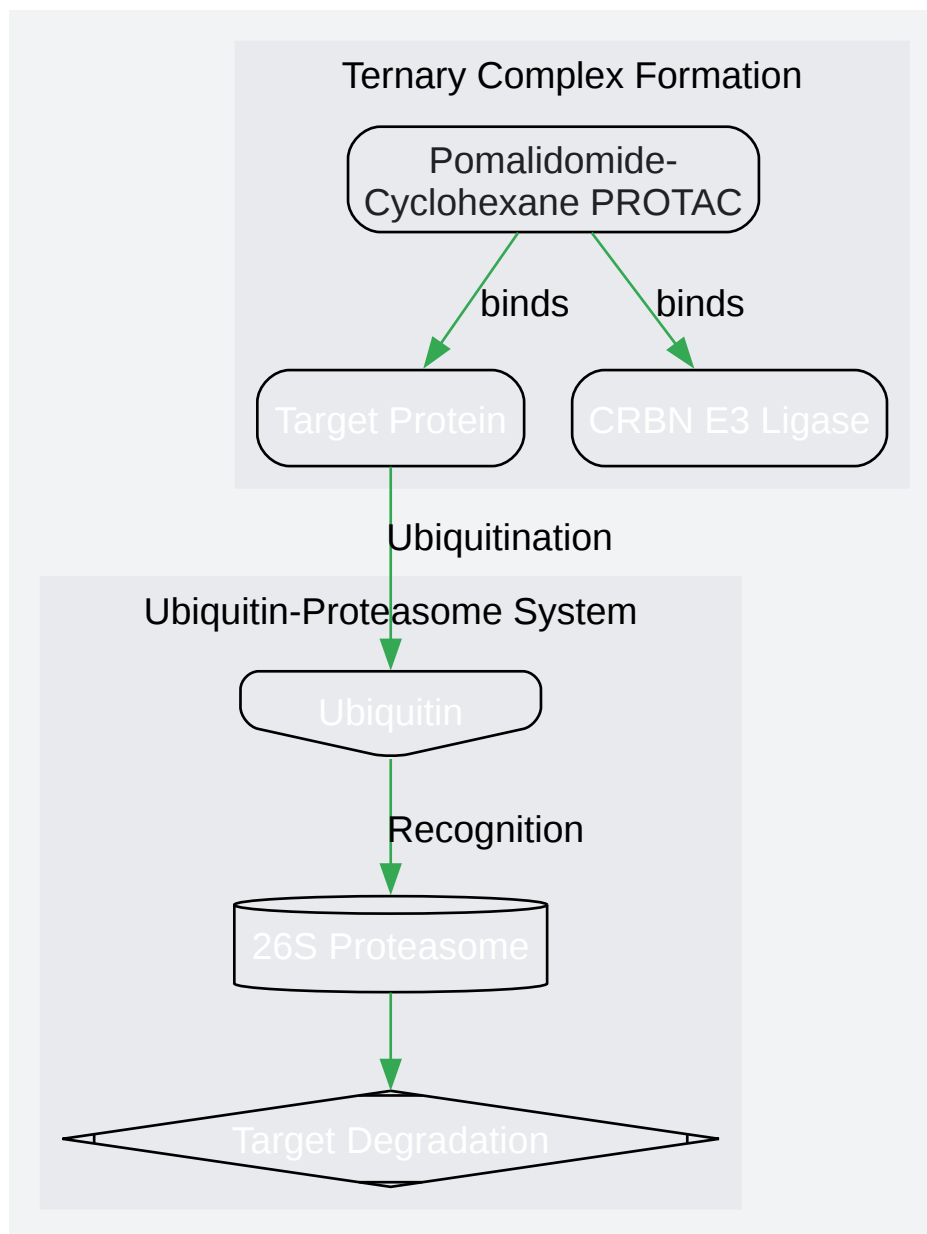 Ternary Complex Formation
Pomalidomide-
Cyclohexane PROTAC
binds
binds
Target Protein
CRBN E3 Ligase
Ubiquitination
Ubiquitin-Proteasome System
Ubiquitin
Recognition
26S Proteasome
Target Degradation